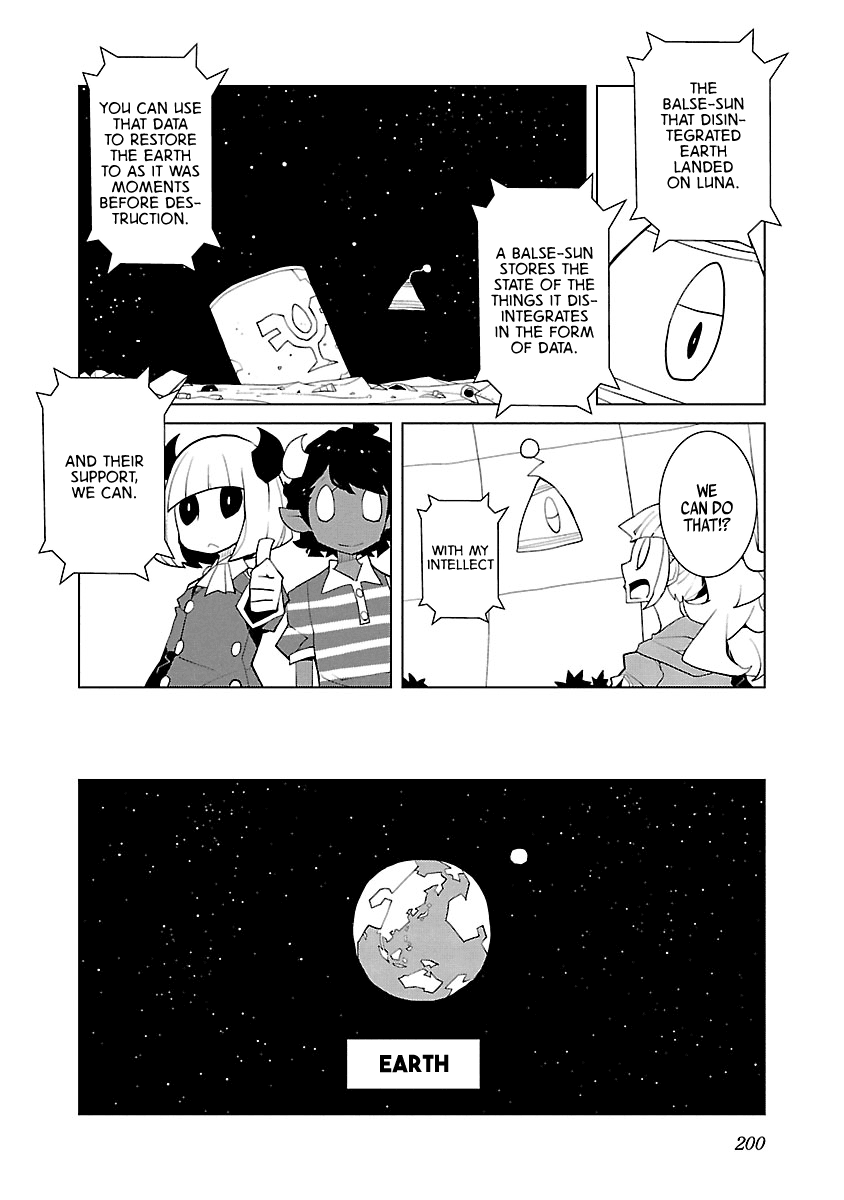 THE
BALSE-SUN
THAT DISIN-
TEGRATED
EARTH
LANDED
ON LUNA.
A BALSE-SUN
STORES THE
STATE OF THE
THINGS IT DIS-
INTEGRATES
IN THE FORM
OF DATA.
YOU CAN USE
THAT DATA
TO RESTORE
THE EARTH
TO AS IT WAS
MOMENTS
BEFORE DES-
TRUCTION.
WE
CAN DO
THAT!?
WITH MY
INTELLECT
AND THEIR
SUPPORT,
WE CAN.
EARTH
200